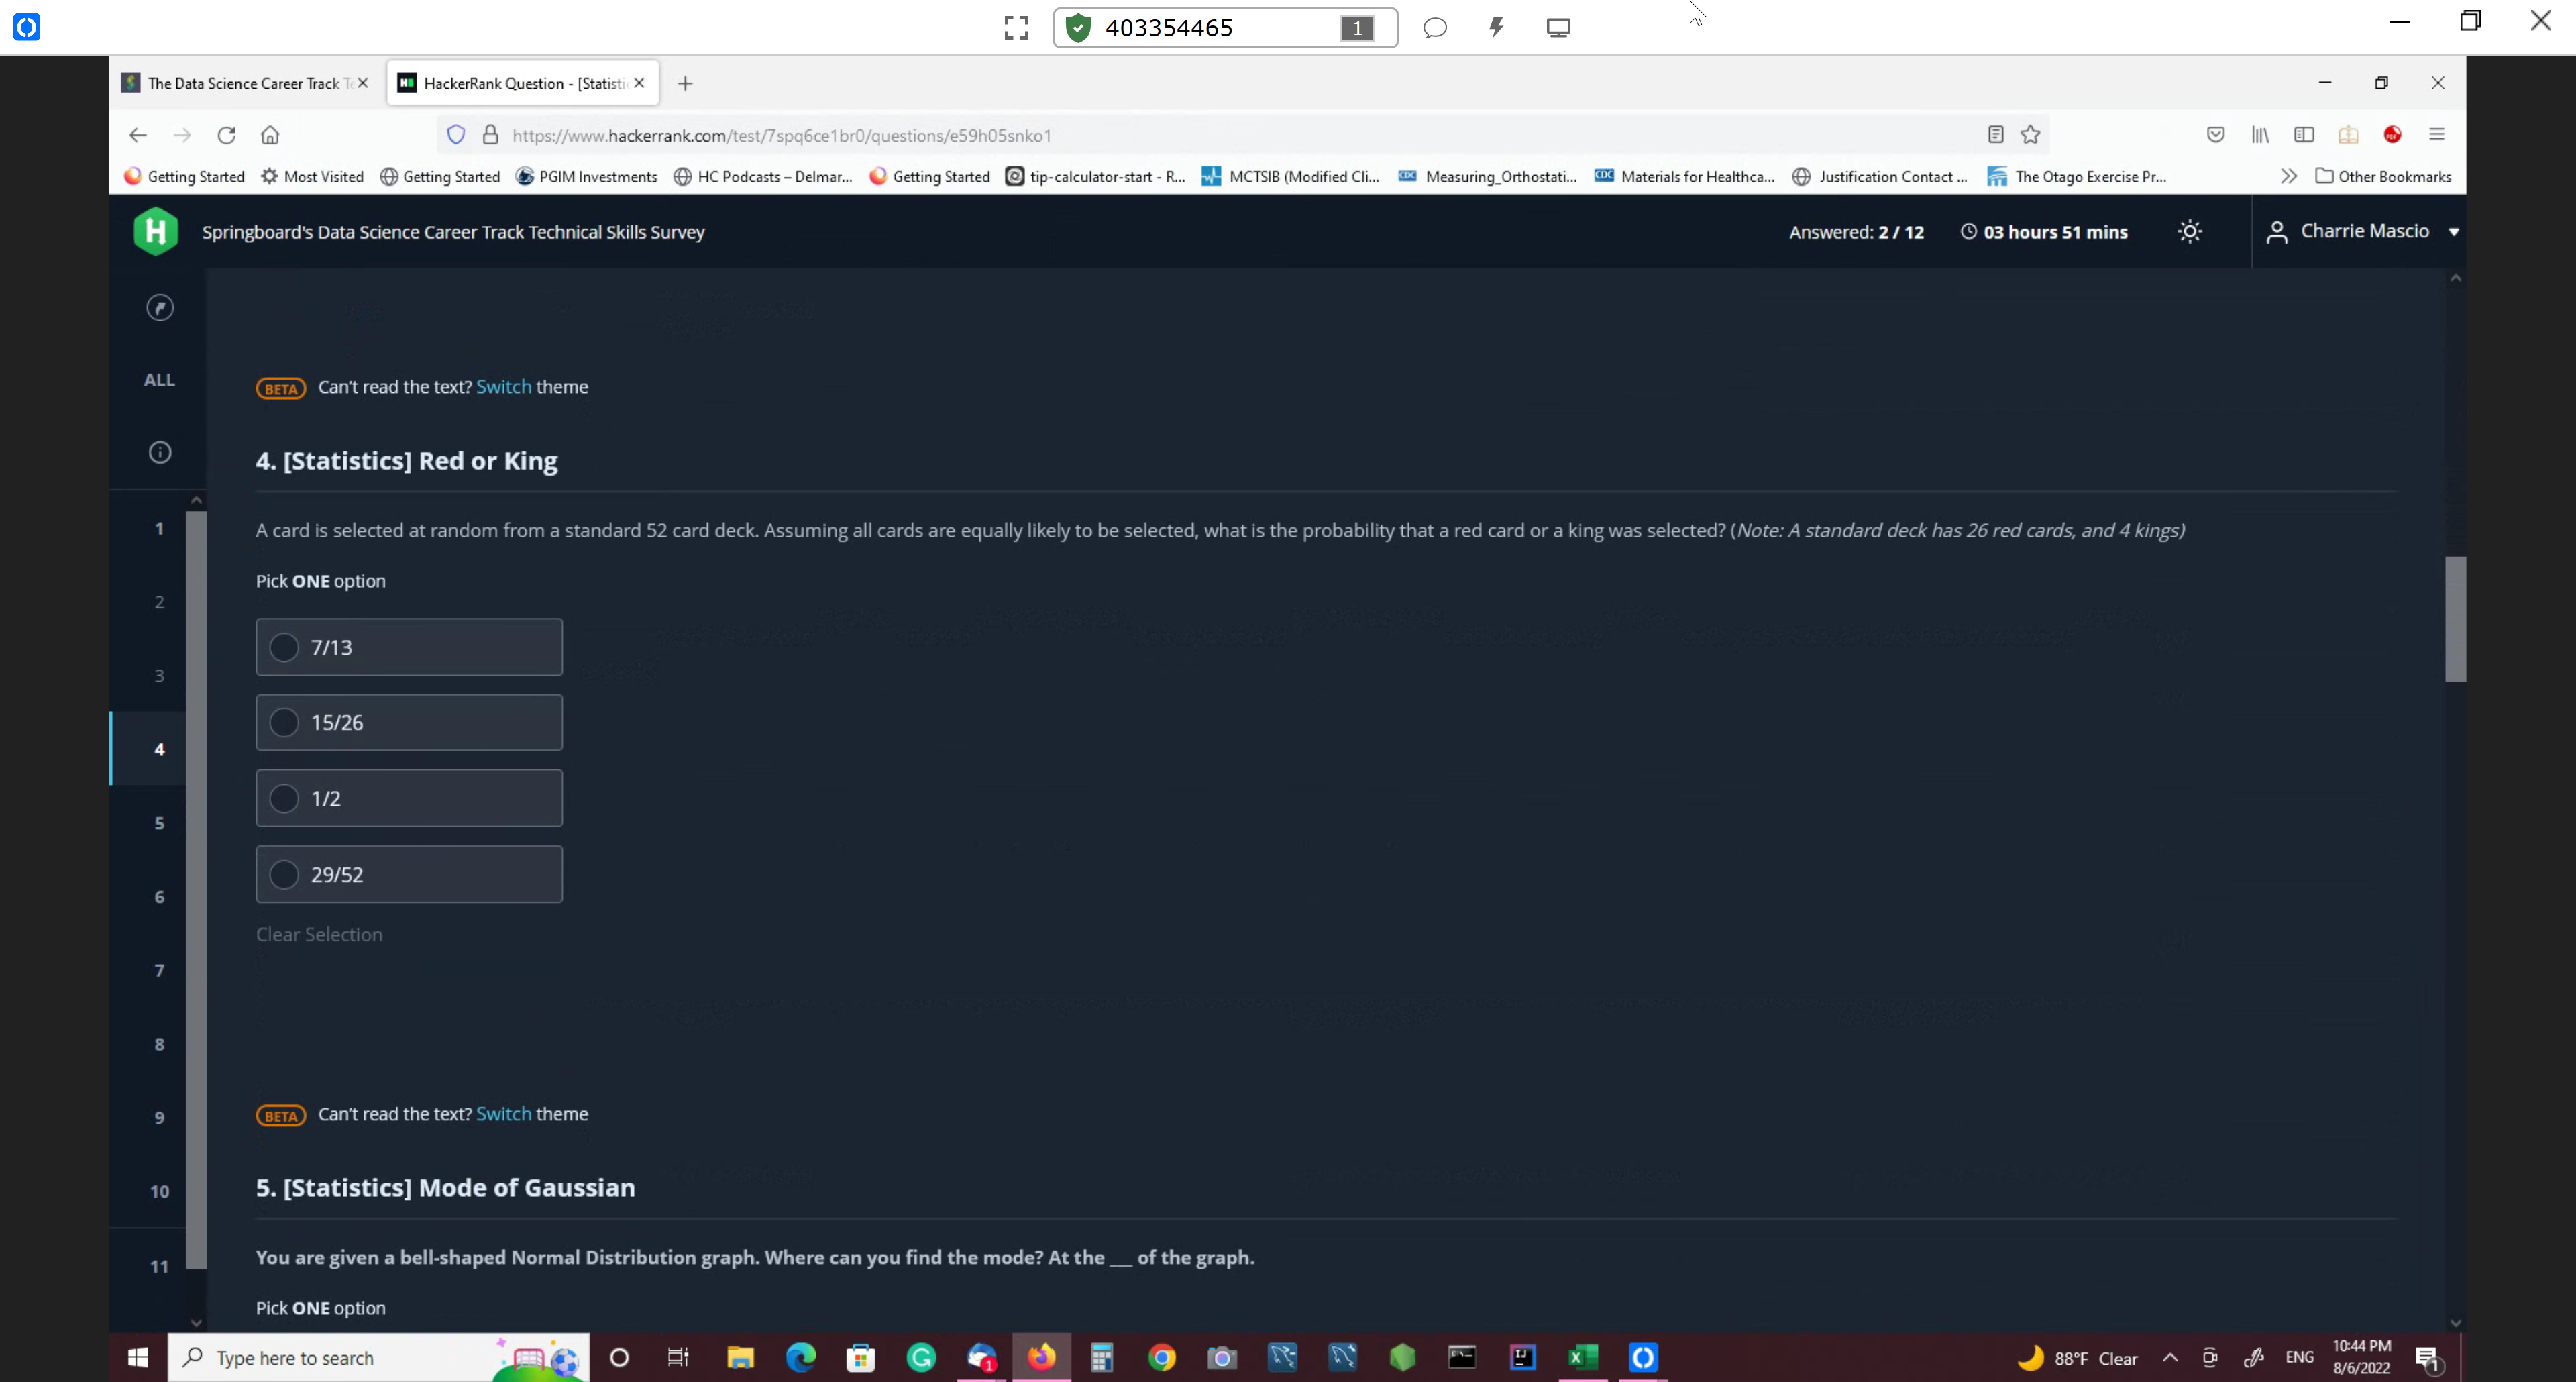 403354465 1
The Data Science Career Track Te
HackerRank Question - [Statistic
https://www.hackerrank.com/test/7spq6ce1br0/questions/e59h05snko1
Getting Started Most Visited Getting Started PGIM Investments HC Podcasts – Delmar... Getting Started tip-calculator-start - R... MCTSIB (Modified Cli... Measuring_Orthostati... Materials for Healthca... Justification Contact ... The Otago Exercise Pr... Other Bookmarks
Springboard's Data Science Career Track Technical Skills Survey
Answered: 2 / 12 03 hours 51 mins Charrie Mascio
ALL
1
2
3
4
5
6
7
8
9
10
11
BETA Can't read the text? Switch theme
4. [Statistics] Red or King
A card is selected at random from a standard 52 card deck. Assuming all cards are equally likely to be selected, what is the probability that a red card or a king was selected? (Note: A standard deck has 26 red cards, and 4 kings)
Pick ONE option
7/13
15/26
1/2
29/52
Clear Selection
BETA Can't read the text? Switch theme
5. [Statistics] Mode of Gaussian
You are given a bell-shaped Normal Distribution graph. Where can you find the mode? At the ___ of the graph.
Pick ONE option
Type here to search
88°F Clear ENG 10:44 PM
8/6/2022